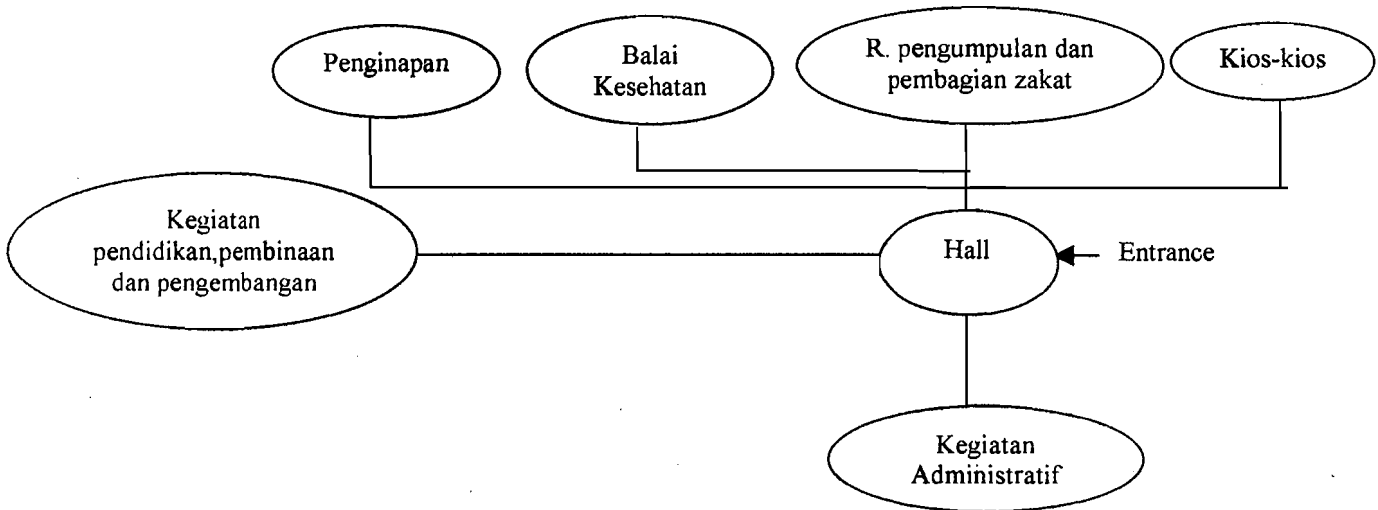 Penginapan
Balai
Kesehatan
R. pengumpulan dan
pembagian zakat
Kios-kios
Kegiatan
pendidikan,pembinaan
dan pengembangan
Hall
Entrance
Kegiatan
Administratif